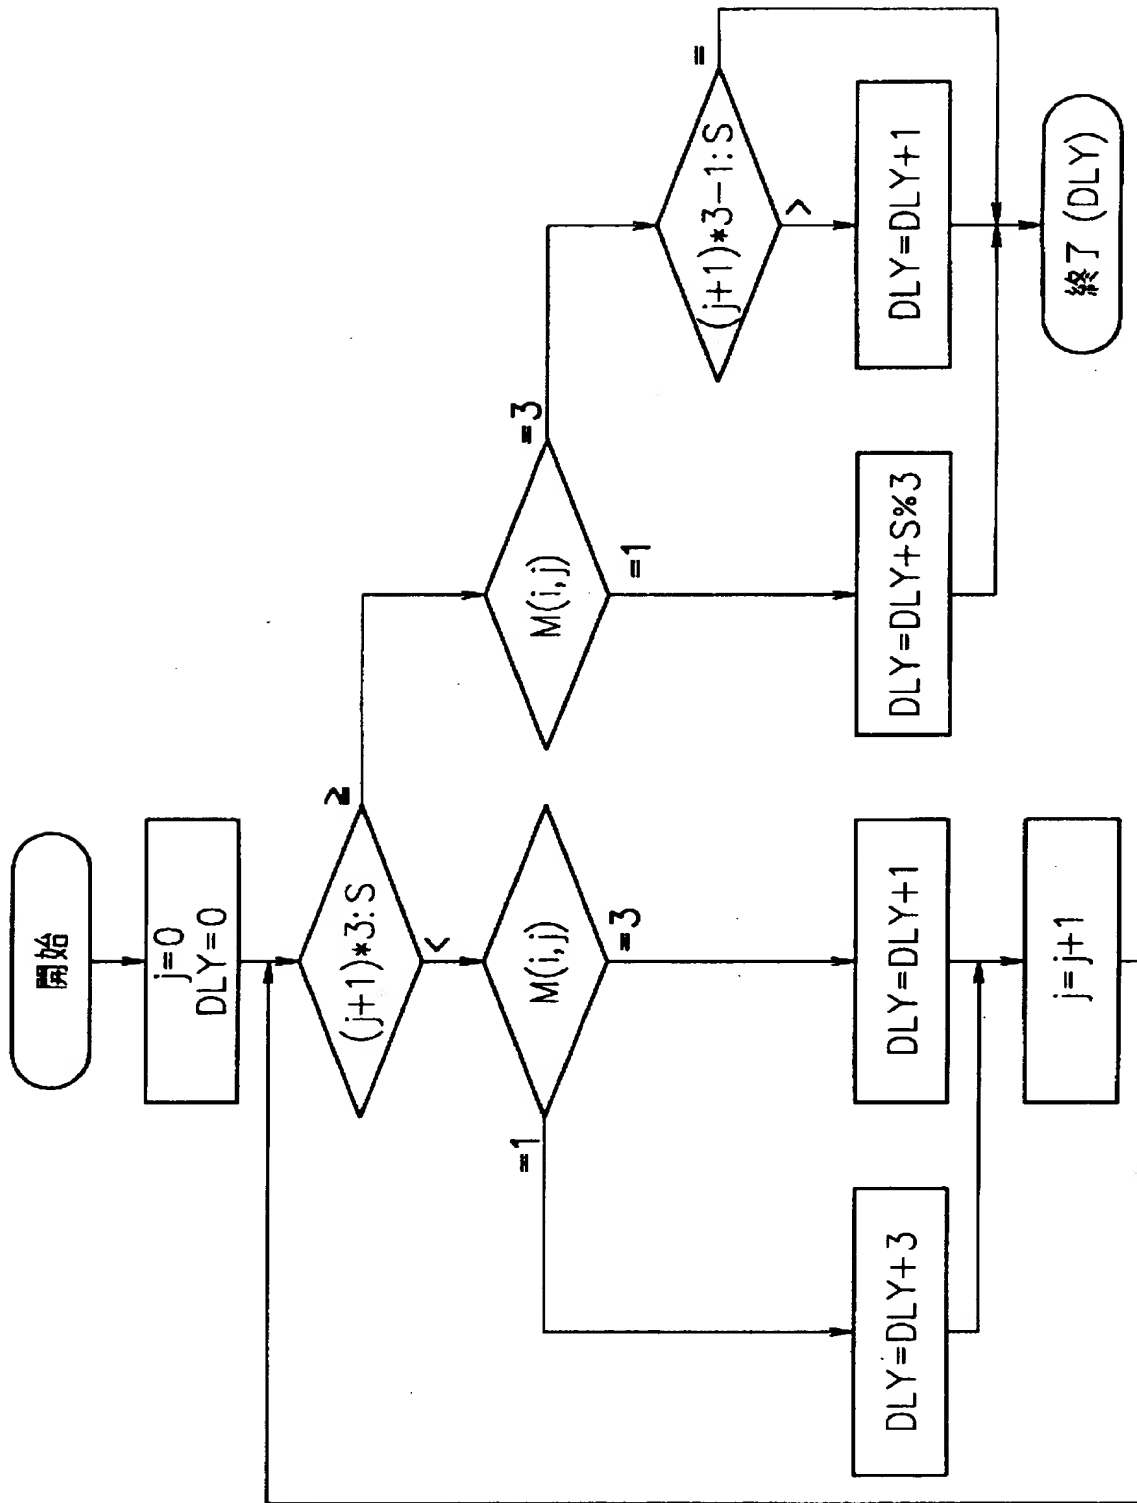 開始
j=0
DLY=0
(j+1)*3:S
≥
<
M(i,j)
=1
=3
M(i,j)
=3
=1
(j+1)*3-1:S
=
>
DLY=DLY+3
DLY=DLY+1
DLY=DLY+S%3
DLY=DLY+1
j=j+1
終了(DLY)